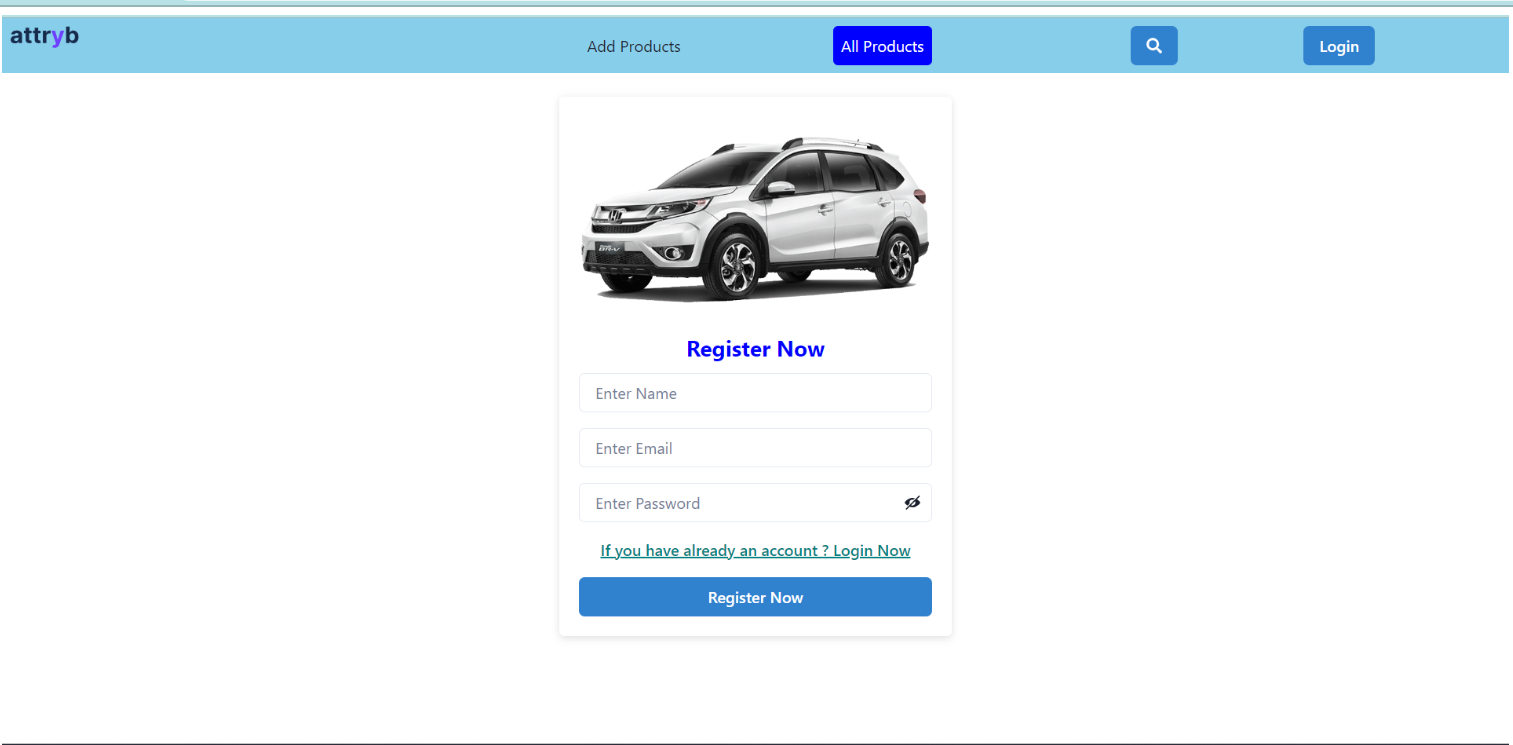 attryb
Add Products
All Products
Login
BR-V
Register Now
Enter Name
Enter Email
Enter Password
If you have already an account ? Login Now
Register Now